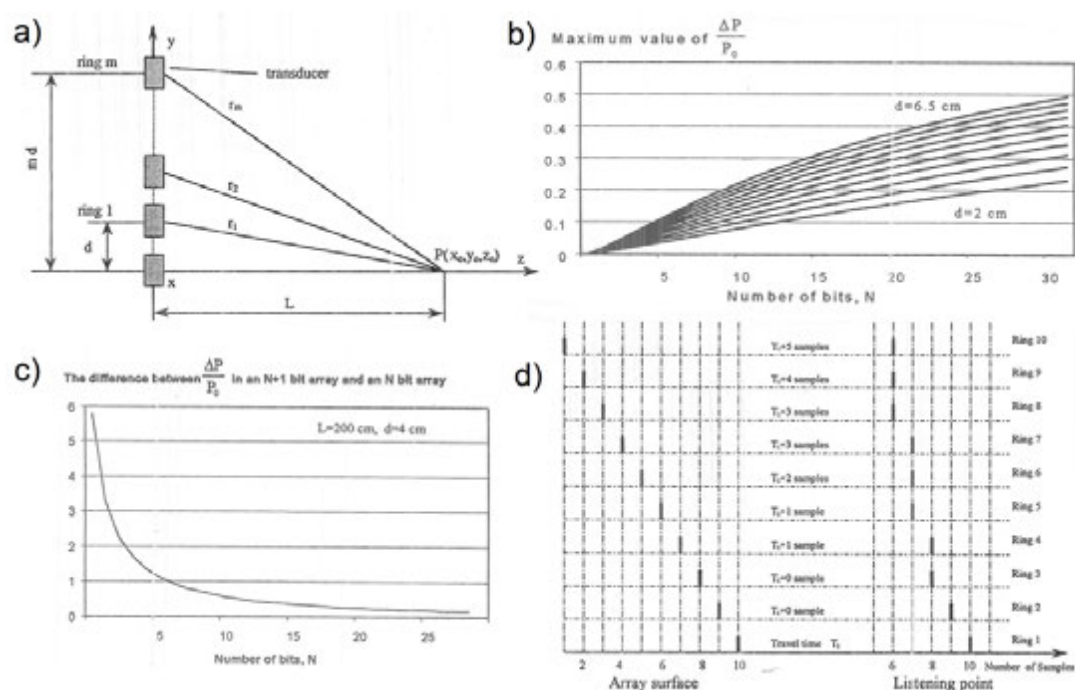 a)
y
ring m
transducer
r_m
m d
r_2
ring 1
r_1
d
P(x_o,y_o,z_o)
x
z
L
b)
Maximum value of ΔP/P_0
0.6
0.5
0.4
0.3
0.2
0.1
0
d=6.5 cm
d=2 cm
5 10 15 20 25 30
Number of bits, N
c)
The difference between ΔP/P_0 in an N+1 bit array and an N bit array
6
5
4
3
2
1
0
L=200 cm, d=4 cm
5 10 15 20 25
Number of bits, N
d)
T_t=5 samples Ring 10
T_t=4 samples Ring 9
T_t=3 samples Ring 8
T_t=3 samples Ring 7
T_t=2 samples Ring 6
T_t=1 sample Ring 5
T_t=1 sample Ring 4
T_t=0 sample Ring 3
T_t=0 sample Ring 2
Travel time T_t Ring 1
2 4 6 8 10 6 8 10 Number of Samples
Array surface Listening point